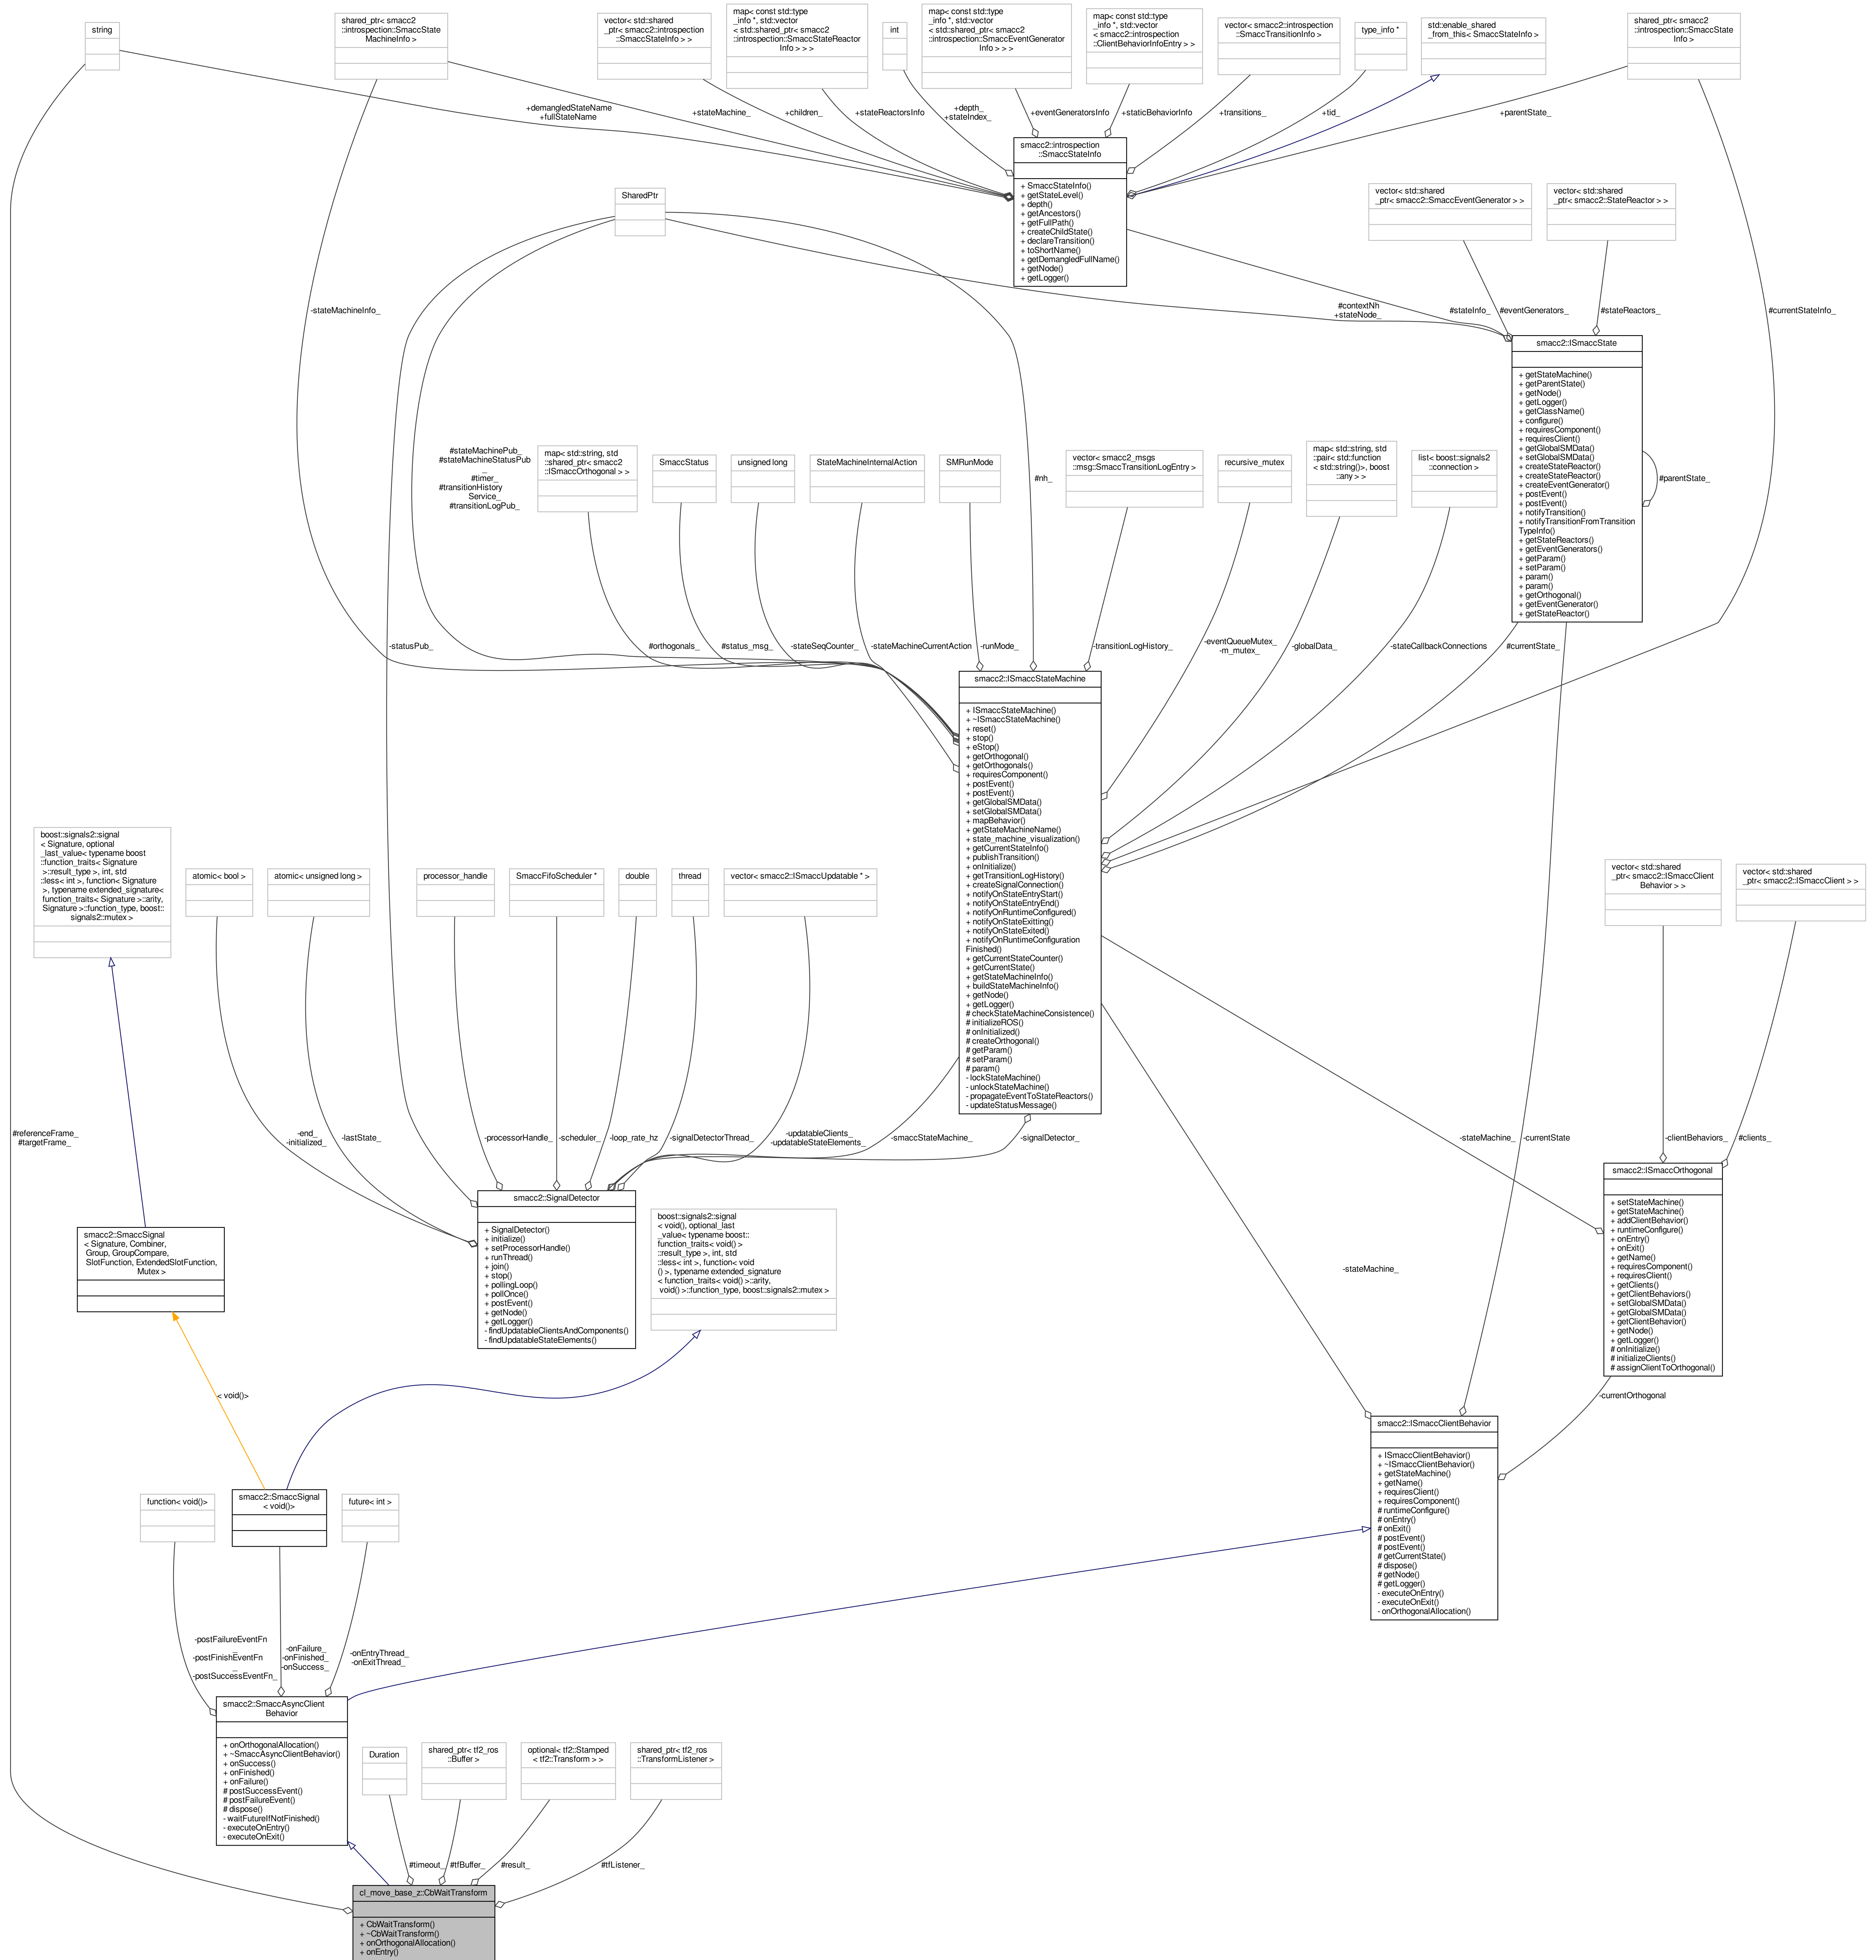 string
shared_ptr< smacc2
::introspection::SmaccState
MachineInfo >
vector< std::shared
_ptr< smacc2::introspection
::SmaccStateInfo > >
map< const std::type
_info *, std::vector
< std::shared_ptr< smacc2
::introspection::SmaccStateReactor
Info > > >
int
map< const std::type
_info *, std::vector
< std::shared_ptr< smacc2
::introspection::SmaccEventGenerator
Info > > >
map< const std::type
_info *, std::vector
< smacc2::introspection
::ClientBehaviorInfoEntry > >
vector< smacc2::introspection
::SmaccTransitionInfo >
type_info *
std::enable_shared
_from_this< SmaccStateInfo >
shared_ptr< smacc2
::introspection::SmaccState
Info >
+demangledStateName
+fullStateName
+stateMachine_
+children_
+stateReactorsInfo
+depth_
+stateIndex_
+eventGeneratorsInfo
+staticBehaviorInfo
+transitions_
+tid_
+parentState_
smacc2::introspection
::SmaccStateInfo
+ SmaccStateInfo()
+ getStateLevel()
+ depth()
+ getAncestors()
+ getFullPath()
+ createChildState()
+ declareTransition()
+ toShortName()
+ getDemangledFullName()
+ getNode()
+ getLogger()
SharedPtr
vector< std::shared
_ptr< smacc2::SmaccEventGenerator > >
vector< std::shared
_ptr< smacc2::StateReactor > >
-stateMachineInfo_
#contextNh
+stateNode_
#stateInfo_
#eventGenerators_
#stateReactors_
#currentStateInfo_
smacc2::ISmaccState
+ getStateMachine()
+ getParentState()
+ getNode()
+ getLogger()
+ getClassName()
+ configure()
+ requiresComponent()
+ requiresClient()
+ getGlobalSMData()
+ setGlobalSMData()
+ createStateReactor()
+ createStateReactor()
+ createEventGenerator()
+ postEvent()
+ postEvent()
+ notifyTransition()
+ notifyTransitionFromTransition
TypeInfo()
+ getStateReactors()
+ getEventGenerators()
+ getParam()
+ setParam()
+ param()
+ param()
+ getOrthogonal()
+ getEventGenerator()
+ getStateReactor()
#parentState_
#stateMachinePub_
#stateMachineStatusPub
_
#timer_
#transitionHistory
Service_
#transitionLogPub_
map< std::string, std
::shared_ptr< smacc2
::ISmaccOrthogonal > >
SmaccStatus
unsigned long
StateMachineInternalAction
SMRunMode
#nh_
vector< smacc2_msgs
::msg::SmaccTransitionLogEntry >
recursive_mutex
map< std::string, std
::pair< std::function
< std::string()>, boost
::any > >
list< boost::signals2
::connection >
-statusPub_
#orthogonals_
#status_msg_
-stateSeqCounter_
-stateMachineCurrentAction
-runMode_
-transitionLogHistory_
-eventQueueMutex_
-m_mutex_
-globalData_
-stateCallbackConnections
#currentState_
smacc2::ISmaccStateMachine
+ ISmaccStateMachine()
+ ~ISmaccStateMachine()
+ reset()
+ stop()
+ eStop()
+ getOrthogonal()
+ getOrthogonals()
+ requiresComponent()
+ postEvent()
+ postEvent()
+ getGlobalSMData()
+ setGlobalSMData()
+ mapBehavior()
+ getStateMachineName()
+ state_machine_visualization()
+ getCurrentStateInfo()
+ publishTransition()
+ onInitialize()
+ getTransitionLogHistory()
+ createSignalConnection()
+ notifyOnStateEntryStart()
+ notifyOnStateEntryEnd()
+ notifyOnRuntimeConfigured()
+ notifyOnStateExitting()
+ notifyOnStateExited()
+ notifyOnRuntimeConfiguration
Finished()
+ getCurrentStateCounter()
+ getCurrentState()
+ getStateMachineInfo()
+ buildStateMachineInfo()
+ getNode()
+ getLogger()
# checkStateMachineConsistence()
# initializeROS()
# onInitialized()
# createOrthogonal()
# getParam()
# setParam()
# param()
- lockStateMachine()
- unlockStateMachine()
- propagateEventToStateReactors()
- updateStatusMessage()
boost::signals2::signal
< Signature, optional
_last_value< typename boost
::function_traits< Signature
>::result_type >, int, std
::less< int >, function< Signature
>, typename extended_signature<
function_traits< Signature >::arity,
Signature >::function_type, boost::
signals2::mutex >
atomic< bool >
atomic< unsigned long >
processor_handle
SmaccFifoScheduler *
double
thread
vector< smacc2::ISmaccUpdatable * >
vector< std::shared
_ptr< smacc2::ISmaccClient
Behavior > >
vector< std::shared
_ptr< smacc2::ISmaccClient > >
#referenceFrame_
#targetFrame_
-end_
-initialized_
-lastState_
-processorHandle_
-scheduler_
-loop_rate_hz
-signalDetectorThread_
-updatableClients_
-updatableStateElements_
-smaccStateMachine_
-signalDetector_
-stateMachine_
-currentState
-clientBehaviors_
#clients_
smacc2::SignalDetector
+ SignalDetector()
+ initialize()
+ setProcessorHandle()
+ runThread()
+ join()
+ stop()
+ pollingLoop()
+ pollOnce()
+ postEvent()
+ getNode()
+ getLogger()
- findUpdatableClientsAndComponents()
- findUpdatableStateElements()
smacc2::ISmaccOrthogonal
+ setStateMachine()
+ getStateMachine()
+ addClientBehavior()
+ runtimeConfigure()
+ onEntry()
+ onExit()
+ getName()
+ requiresComponent()
+ requiresClient()
+ getClients()
+ getClientBehaviors()
+ setGlobalSMData()
+ getGlobalSMData()
+ getClientBehavior()
+ getNode()
+ getLogger()
# onInitialize()
# initializeClients()
# assignClientToOrthogonal()
smacc2::SmaccSignal
< Signature, Combiner,
Group, GroupCompare,
SlotFunction, ExtendedSlotFunction,
Mutex >
boost::signals2::signal
< void(), optional_last
_value< typename boost::
function_traits< void() >
::result_type >, int, std
::less< int >, function< void
() >, typename extended_signature
< function_traits< void() >::arity,
void() >::function_type, boost::signals2::mutex >
-stateMachine_
< void()>
-currentOrthogonal
smacc2::ISmaccClientBehavior
+ ISmaccClientBehavior()
+ ~ISmaccClientBehavior()
+ getStateMachine()
+ getName()
+ requiresClient()
+ requiresComponent()
# runtimeConfigure()
# onEntry()
# onExit()
# postEvent()
# postEvent()
# getCurrentState()
# dispose()
# getNode()
# getLogger()
- executeOnEntry()
- executeOnExit()
- onOrthogonalAllocation()
function< void()>
smacc2::SmaccSignal
< void()>
future< int >
-postFailureEventFn
_
-postFinishEventFn
_
-postSuccessEventFn_
-onFailure_
-onFinished_
-onSuccess_
-onEntryThread_
-onExitThread_
smacc2::SmaccAsyncClient
Behavior
+ onOrthogonalAllocation()
+ ~SmaccAsyncClientBehavior()
+ onSuccess()
+ onFinished()
+ onFailure()
# postSuccessEvent()
# postFailureEvent()
# dispose()
- waitFutureIfNotFinished()
- executeOnEntry()
- executeOnExit()
Duration
shared_ptr< tf2_ros
::Buffer >
optional< tf2::Stamped
< tf2::Transform > >
shared_ptr< tf2_ros
::TransformListener >
#timeout_
#tfBuffer_
#result_
#tfListener_
cl_move_base_z::CbWaitTransform
+ CbWaitTransform()
+ ~CbWaitTransform()
+ onOrthogonalAllocation()
+ onEntry()